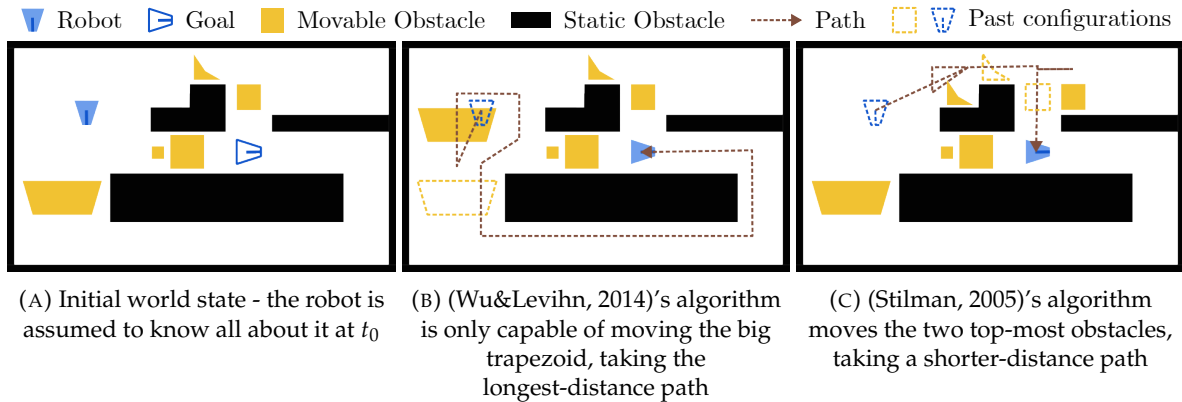 Robot Goal Movable Obstacle Static Obstacle Path Past configurations
(A) Initial world state - the robot is
assumed to know all about it at t0
(B) (Wu&Levihn, 2014)'s algorithm
is only capable of moving the big
trapezoid, taking the
longest-distance path
(C) (Stilman, 2005)'s algorithm
moves the two top-most obstacles,
taking a shorter-distance path